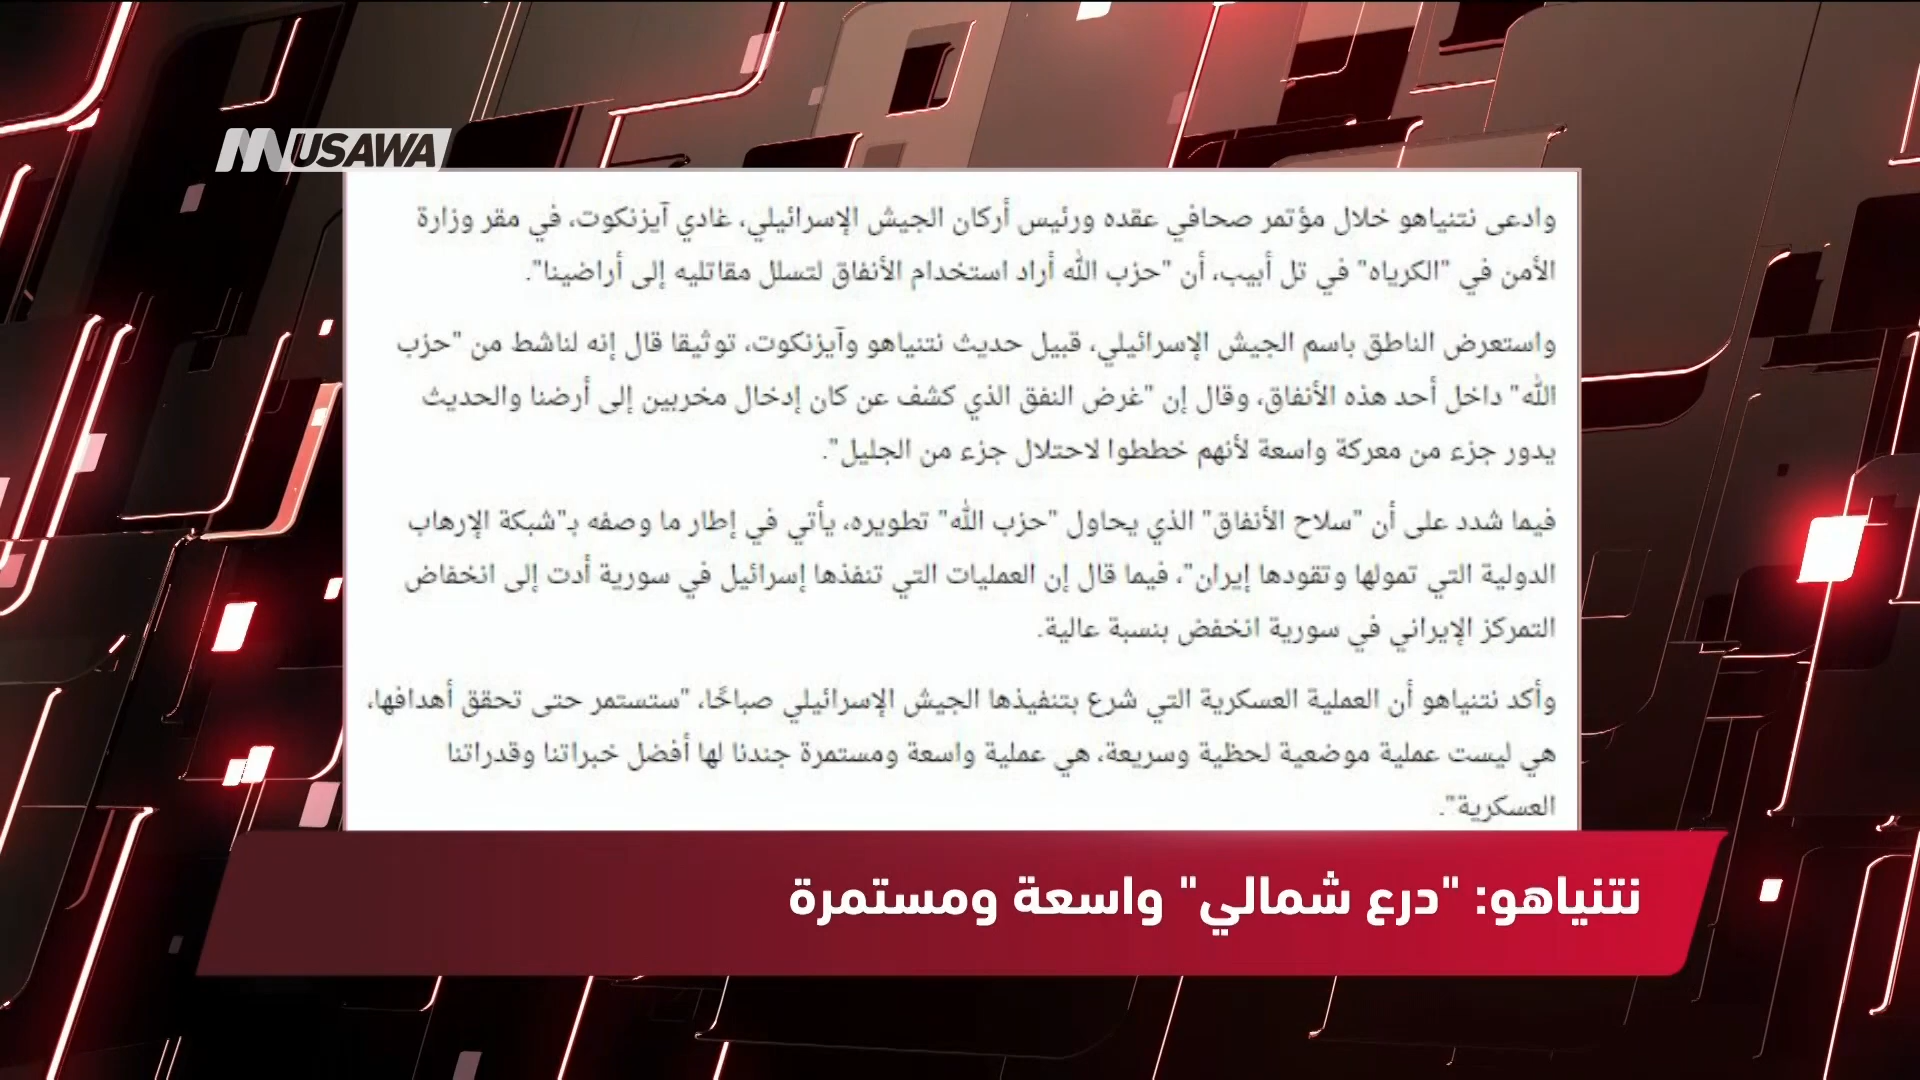 MUSAWA
وادعى نتنياهو خلال مؤتمر صحافي عقده ورئيس أركان الجيش الإسرائيلي، غادي آيزنكوت، في مقر وزارة
الأمن في "الكرياه" في تل أبيب، أن "حزب الله أراد استخدام الأنفاق لتسلل مقاتليه إلى أراضينا".
واستعرض الناطق باسم الجيش الإسرائيلي، قبيل حديث نتنياهو وآيزنكوت، توثيقا قال إنه لناشط من "حزب
الله" داخل أحد هذه الأنفاق، وقال إن "غرض النفق الذي كشف عن كان إدخال مخربين إلى أرضنا والحديث
يدور جزء من معركة واسعة لأنهم خططوا لاحتلال جزء من الجليل".
فيما شدد على أن "سلاح الأنفاق" الذي يحاول "حزب الله" تطويره، يأتي في إطار ما وصفه بـ"شبكة الإرهاب
الدولية التي تمولها وتقودها إيران"، فيما قال إن العمليات التي تنفذها إسرائيل في سورية أدت إلى انخفاض
التمركز الإيراني في سورية انخفض بنسبة عالية.
وأكد نتنياهو أن العملية العسكرية التي شرع بتنفيذها الجيش الإسرائيلي صباحًا، "ستستمر حتى تحقق أهدافها،
هي ليست عملية موضعية لحظية وسريعة، هي عملية واسعة ومستمرة جندنا لها أفضل خبراتنا وقدراتنا
العسكرية".
نتنياهو: "درع شمالي" واسعة ومستمرة